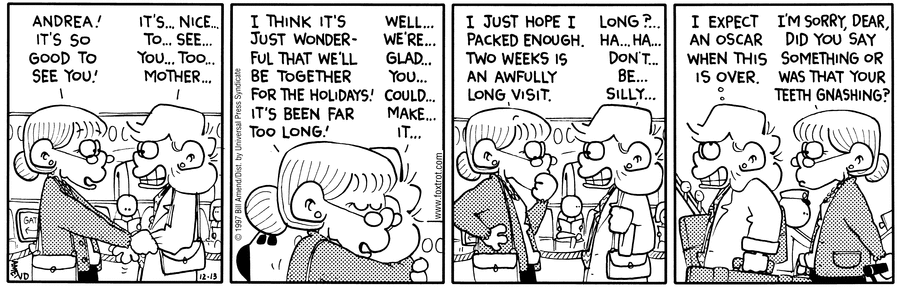 ANDREA!
IT'S SO
GOOD TO
SEE YOU!
IT'S... NICE...
TO... SEE...
YOU... TOO...
MOTHER...
GAT
VD
12-13
I THINK IT'S
JUST WONDER-
FUL THAT WE'LL
BE TOGETHER
FOR THE HOLIDAYS!
IT'S BEEN FAR
TOO LONG!
WELL...
WE'RE...
GLAD...
YOU...
COULD...
MAKE...
IT...
© 1997 Bill Amend/Dist. by Universal Press Syndicate
www.foxtrot.com
I JUST HOPE I
PACKED ENOUGH.
TWO WEEKS IS
AN AWFULLY
LONG VISIT.
LONG?...
HA... HA...
DON'T...
BE...
SILLY...
I EXPECT
AN OSCAR
WHEN THIS
IS OVER.
I'M SORRY, DEAR,
DID YOU SAY
SOMETHING OR
WAS THAT YOUR
TEETH GNASHING?